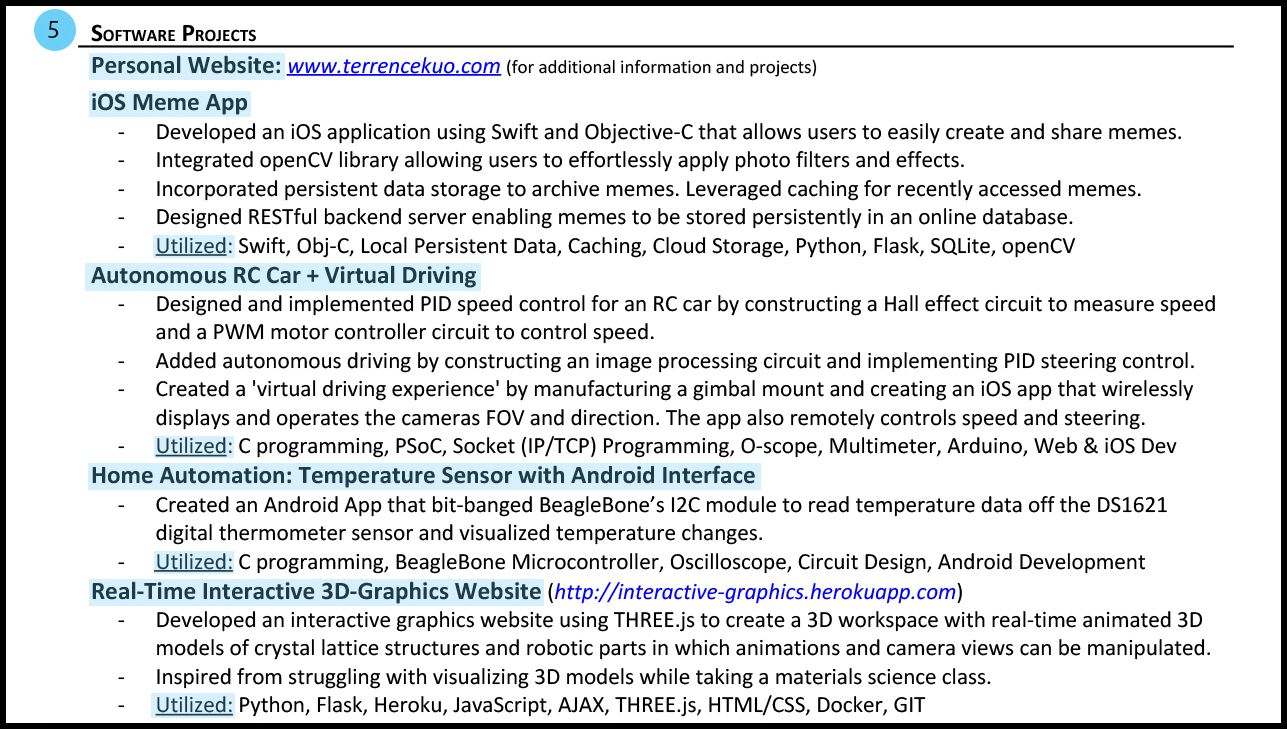 5 Software Projects
Personal Website: www.terrencekuo.com (for additional information and projects)
iOS Meme App
- Developed an iOS application using Swift and Objective-C that allows users to easily create and share memes.
- Integrated openCV library allowing users to effortlessly apply photo filters and effects.
- Incorporated persistent data storage to archive memes. Leveraged caching for recently accessed memes.
- Designed RESTful backend server enabling memes to be stored persistently in an online database.
- Utilized: Swift, Obj-C, Local Persistent Data, Caching, Cloud Storage, Python, Flask, SQLite, openCV
Autonomous RC Car + Virtual Driving
- Designed and implemented PID speed control for an RC car by constructing a Hall effect circuit to measure speed
and a PWM motor controller circuit to control speed.
- Added autonomous driving by constructing an image processing circuit and implementing PID steering control.
- Created a 'virtual driving experience' by manufacturing a gimbal mount and creating an iOS app that wirelessly
displays and operates the cameras FOV and direction. The app also remotely controls speed and steering.
- Utilized: C programming, PSoC, Socket (IP/TCP) Programming, O-scope, Multimeter, Arduino, Web & iOS Dev
Home Automation: Temperature Sensor with Android Interface
- Created an Android App that bit-banged BeagleBone’s I2C module to read temperature data off the DS1621
digital thermometer sensor and visualized temperature changes.
- Utilized: C programming, BeagleBone Microcontroller, Oscilloscope, Circuit Design, Android Development
Real-Time Interactive 3D-Graphics Website (http://interactive-graphics.herokuapp.com)
- Developed an interactive graphics website using THREE.js to create a 3D workspace with real-time animated 3D
models of crystal lattice structures and robotic parts in which animations and camera views can be manipulated.
- Inspired from struggling with visualizing 3D models while taking a materials science class.
- Utilized: Python, Flask, Heroku, JavaScript, AJAX, THREE.js, HTML/CSS, Docker, GIT